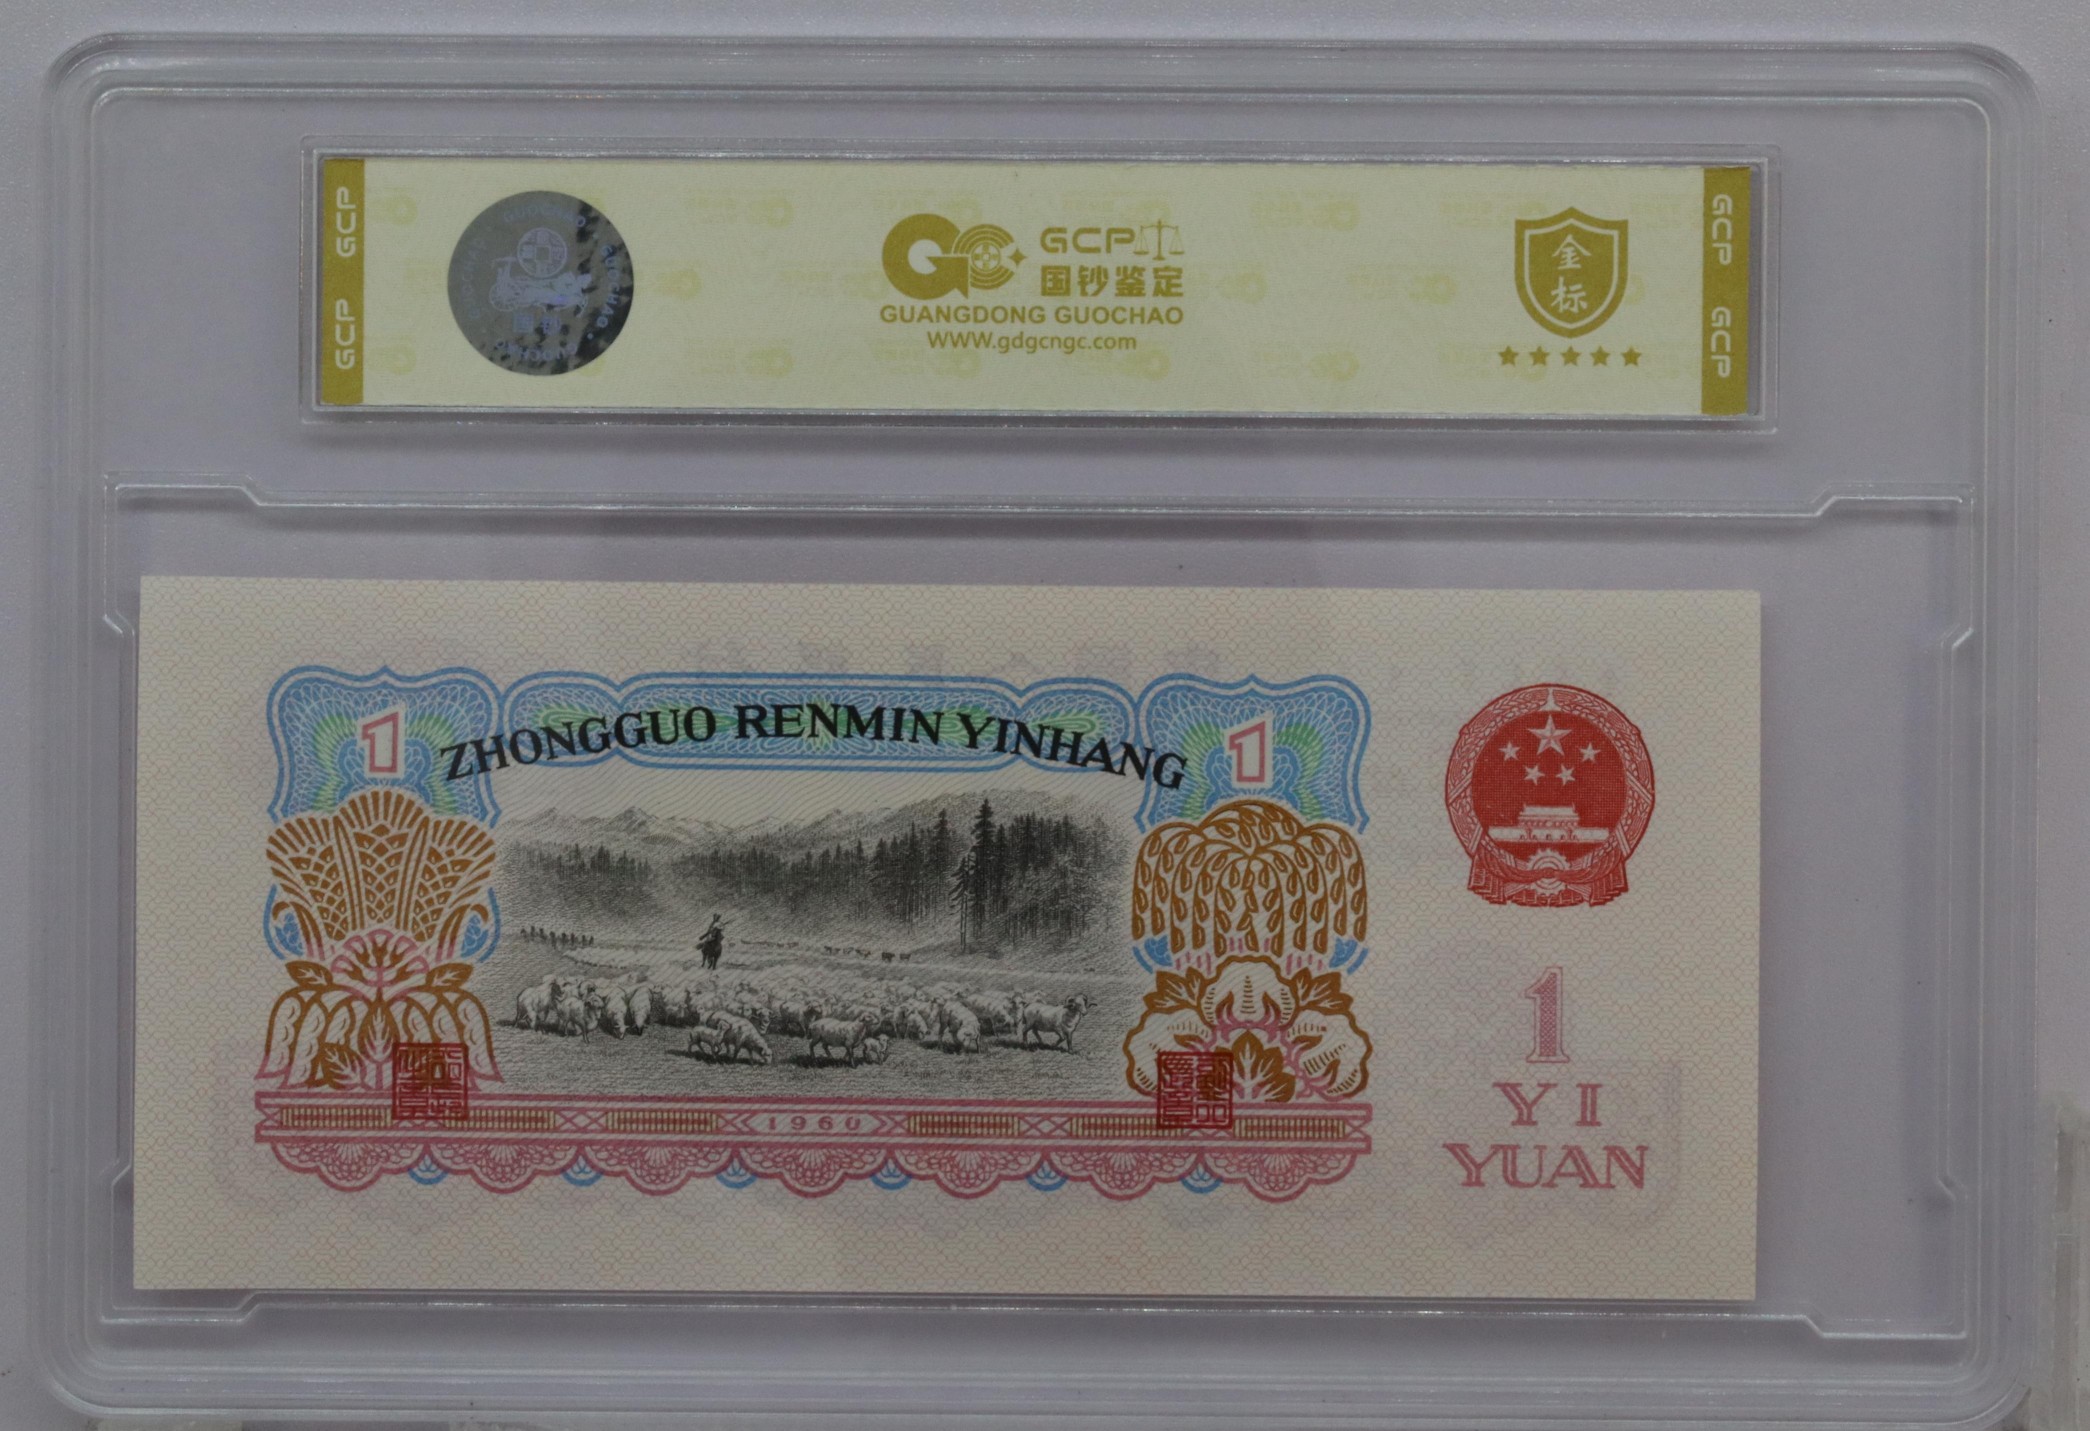 GCP GCP
GUOCHAO
GCP
国钞鉴定
GUANGDONG GUOCHAO
WWW.gdgcngc.com
金
标
GCP GCP
1
ZHONGGUO RENMIN YINHANG
1
1960
1
YI
YUAN